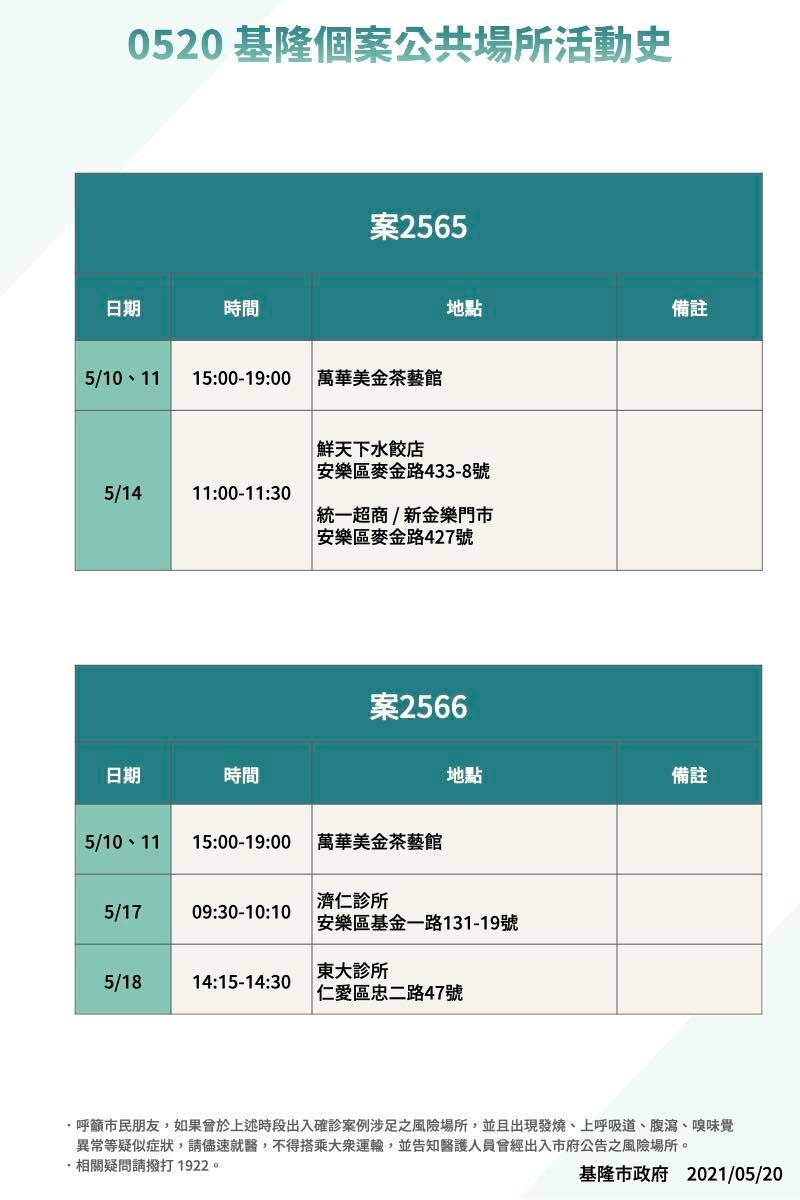 0520 基隆個案公共場所活動史
案2565
日期 時間 地點 備註
5/10、11 15:00-19:00 萬華美金茶藝館
5/14 11:00-11:30 鮮天下水餃店
安樂區麥金路433-8號
統一超商 / 新金樂門市
安樂區麥金路427號
案2566
日期 時間 地點 備註
5/10、11 15:00-19:00 萬華美金茶藝館
5/17 09:30-10:10 濟仁診所
安樂區基金一路131-19號
5/18 14:15-14:30 東大診所
仁愛區忠二路47號
・呼籲市民朋友，如果曾於上述時段出入確診案例涉足之風險場所，並且出現發燒、上呼吸道、腹瀉、嗅味覺
異常等疑似症狀，請儘速就醫，不得搭乘大眾運輸，並告知醫護人員曾經出入市府公告之風險場所。
・相關疑問請撥打 1922。
基隆市政府 2021/05/20